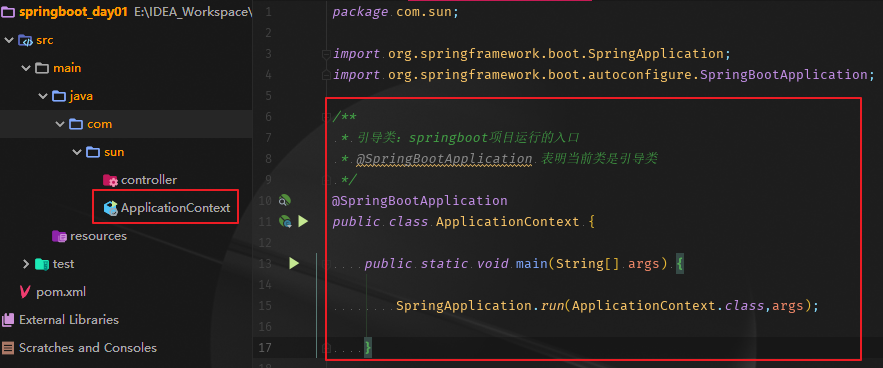 springboot_day01 E:\IDEA_Workspace\
src
main
java
com
sun
controller
ApplicationContext
resources
test
pom.xml
External Libraries
Scratches and Consoles
1 package com.sun;
2
3 import org.springframework.boot.SpringApplication;
4 import org.springframework.boot.autoconfigure.SpringBootApplication;
5
6 /**
7 * 引导类：springboot项目运行的入口
8 * @SpringBootApplication 表明当前类是引导类
9 */
10 @SpringBootApplication
11 public class ApplicationContext {
12
13 public static void main(String[] args) {
14
15 SpringApplication.run(ApplicationContext.class,args);
16
17 }